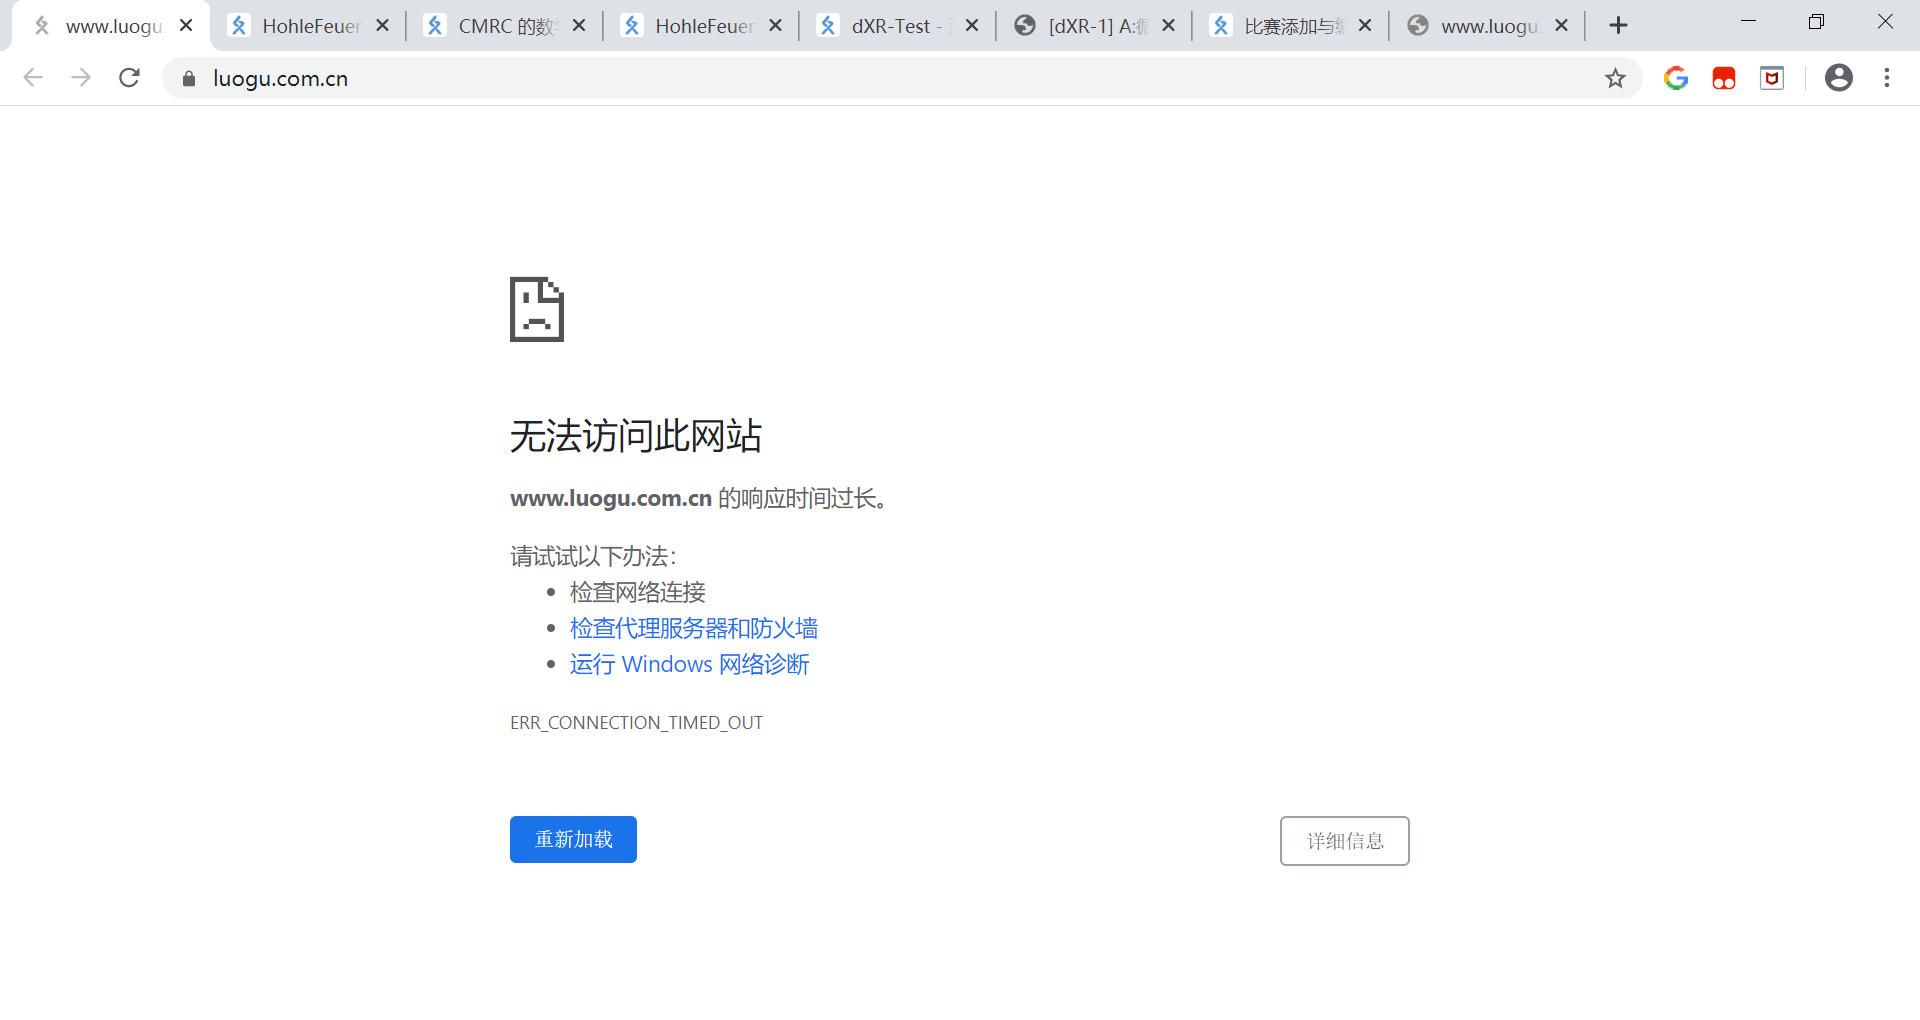 www.luogu.
HohleFeuer
CMRC 的数
HohleFeuer
dXR-Test -
[dXR-1] A:循
比赛添加与编
www.luogu.
luogu.com.cn
无法访问此网站
www.luogu.com.cn 的响应时间过长。
请试试以下办法：
检查网络连接
检查代理服务器和防火墙
运行 Windows 网络诊断
ERR_CONNECTION_TIMED_OUT
重新加载
详细信息